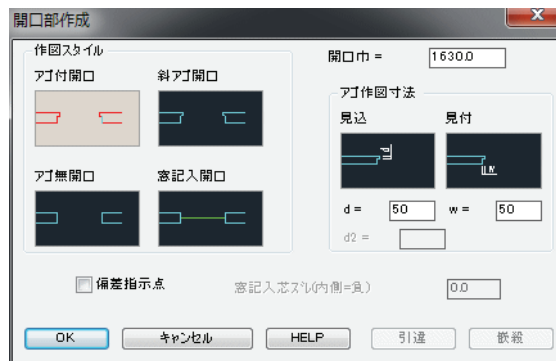 開口部作成
X
作図スタイル
アゴ付開口
斜アゴ開口
アゴ無開口
窓記入開口
開口巾 =
1630.0
アゴ作図寸法
見込
見付
d
w
d =
50
w =
50
d2 =
偏差指示点
窓記入芯ズレ(内側=負)
0.0
OK
キャンセル
HELP
引違
嵌殺